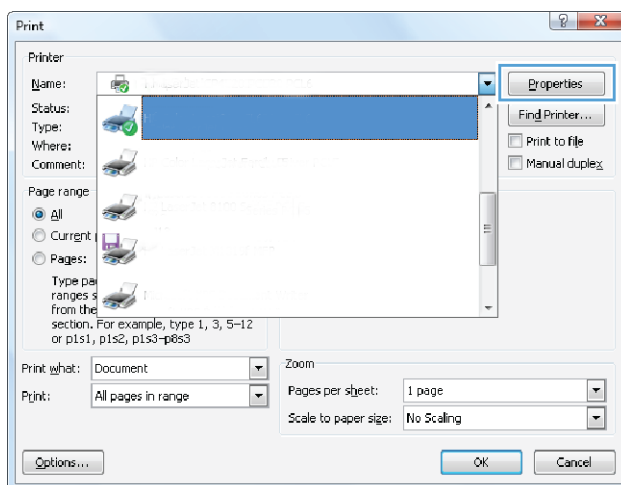 Print
Printer
Name:
Properties
Status:
Find Printer...
Type:
Where:
Print to file
Comment:
Manual duplex
Page range
All
Current
Pages:
Type
ranges
from the
section. For example, type 1, 3, 5–12
or p1s1, p1s2, p1s3–p8s3
Print what: Document
Print: All pages in range
Zoom
Pages per sheet: 1 page
Scale to paper size: No Scaling
Options...
OK
Cancel